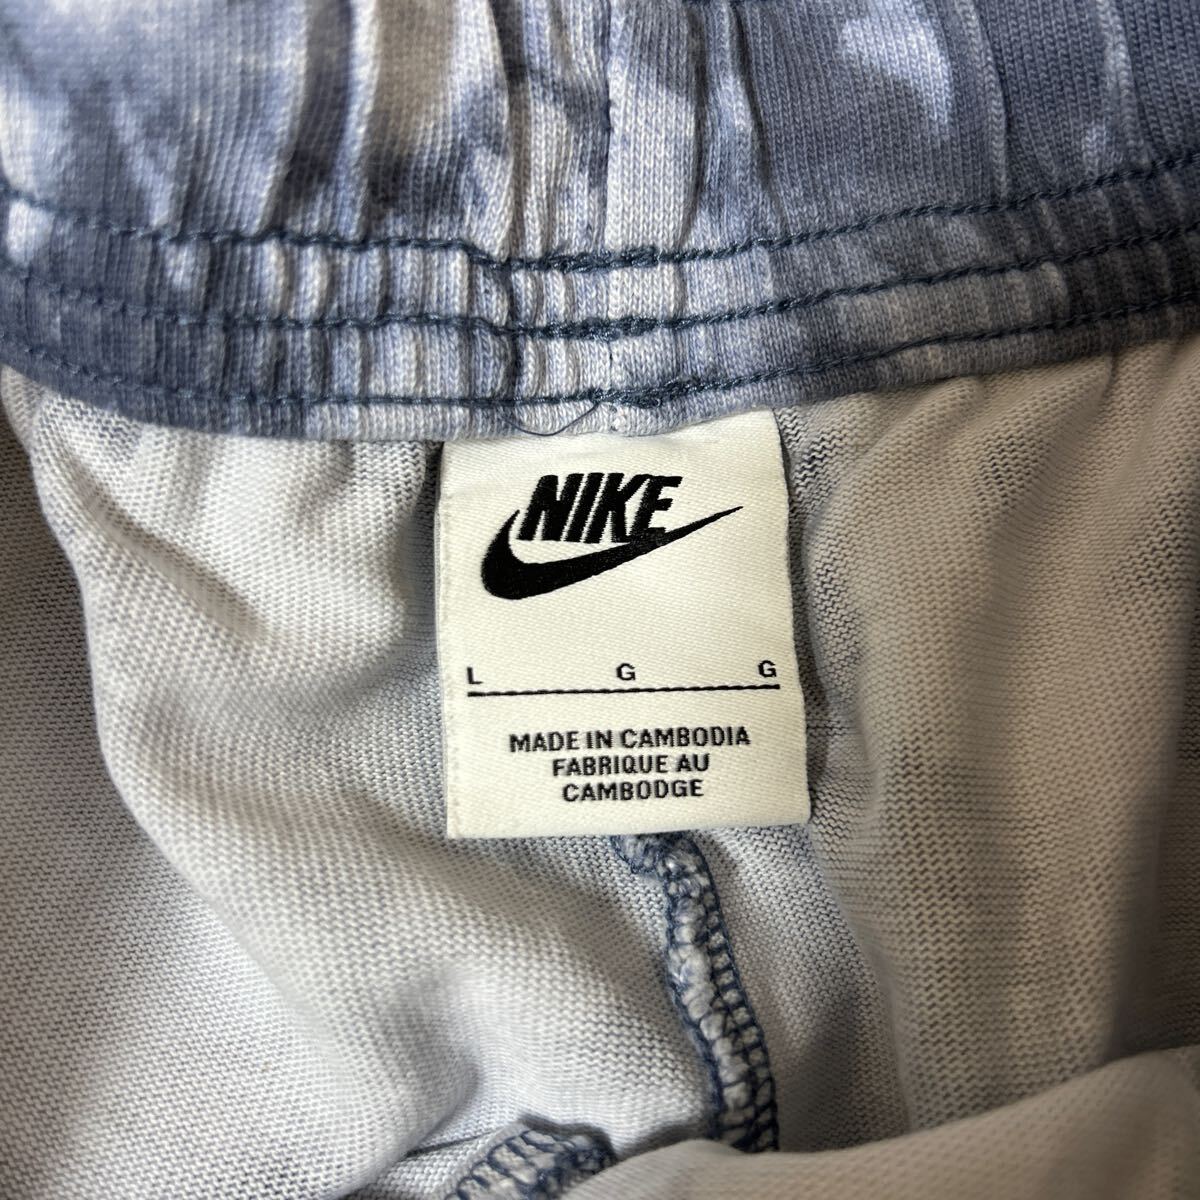 NIKE
L G G
MADE IN CAMBODIA
FABRIQUE AU
CAMBODGE